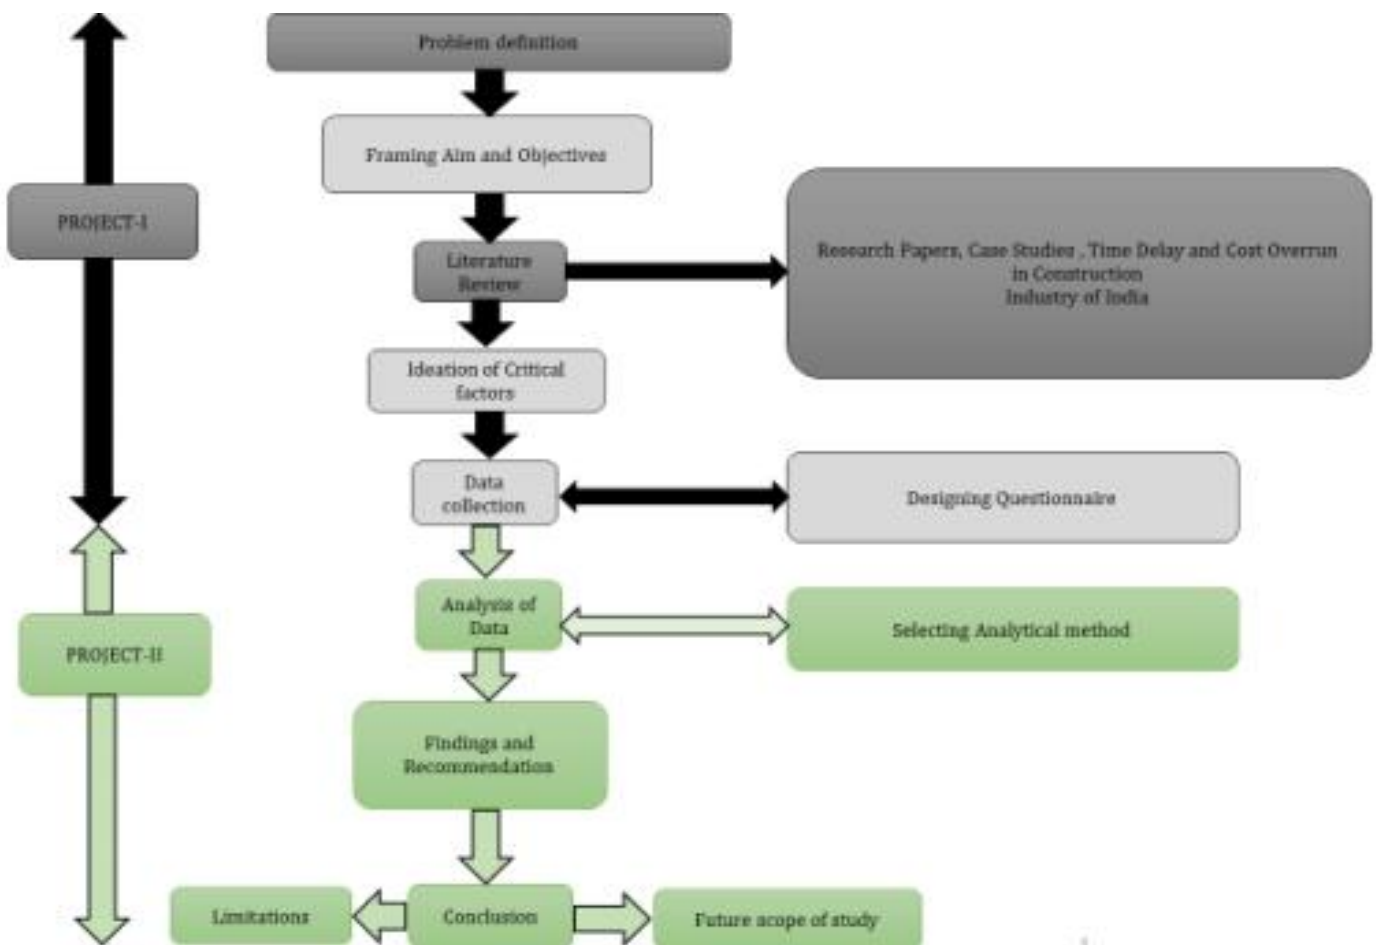 Problem definition
Framing Aim and Objectives
PROJECT-I
Literature
Review
Research Papers, Case Studies , Time Delay and Cost Overrun
in Construction
Industry of India
Ideation of Critical
factors
Data
collection
Designing Questionnaire
Analysis of
Data
Selecting Analytical method
PROJECT-II
Findings and
Recommendation
Limitations
Conclusion
Future scope of study